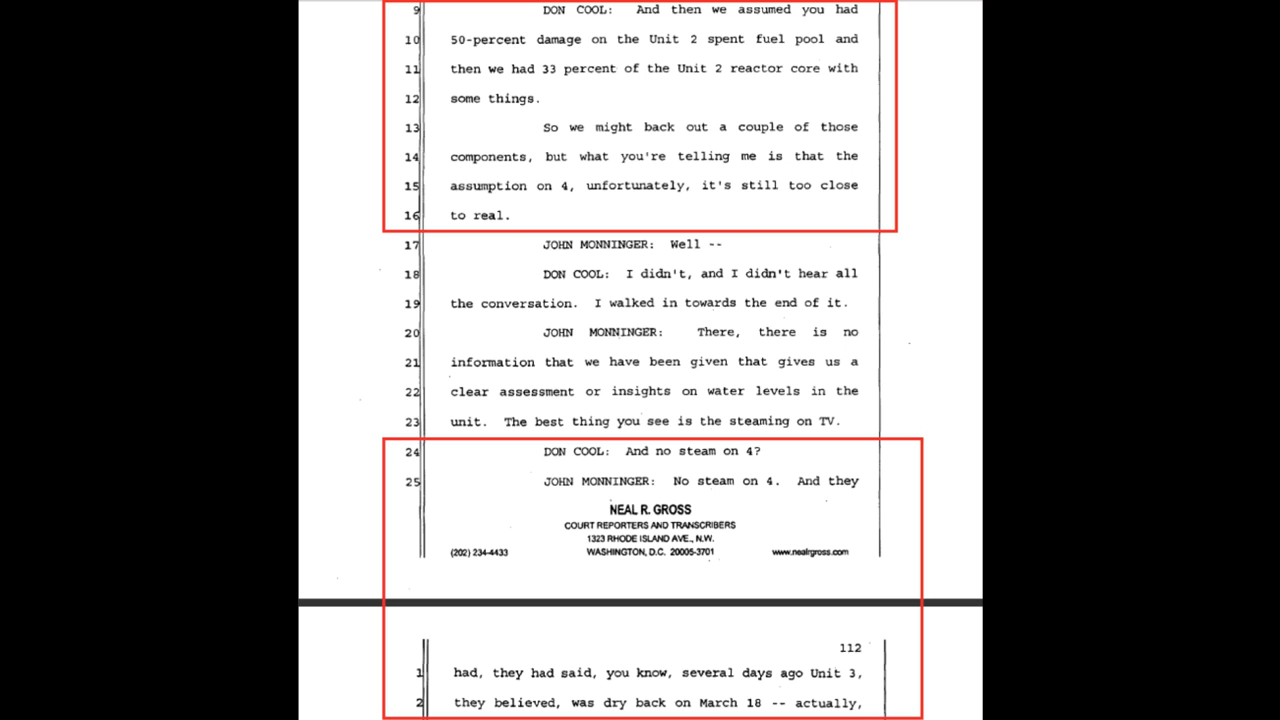 9 DON COOL: And then we assumed you had
10 50-percent damage on the Unit 2 spent fuel pool and
11 then we had 33 percent of the Unit 2 reactor core with
12 some things.
13 So we might back out a couple of those
14 components, but what you're telling me is that the
15 assumption on 4, unfortunately, it's still too close
16 to real.
17 JOHN MONNINGER: Well --
18 DON COOL: I didn't, and I didn't hear all
19 the conversation. I walked in towards the end of it.
20 JOHN MONNINGER: There, there is no
21 information that we have been given that gives us a
22 clear assessment or insights on water levels in the
23 unit. The best thing you see is the steaming on TV.
24 DON COOL: And no steam on 4?
25 JOHN MONNINGER: No steam on 4. And they
NEAL R. GROSS
COURT REPORTERS AND TRANSCRIBERS
1323 RHODE ISLAND AVE., N.W.
(202) 234-4433 WASHINGTON, D.C. 20005-3701 www.nealrgross.com
112
1 had, they had said, you know, several days ago Unit 3,
2 they believed, was dry back on March 18 -- actually,